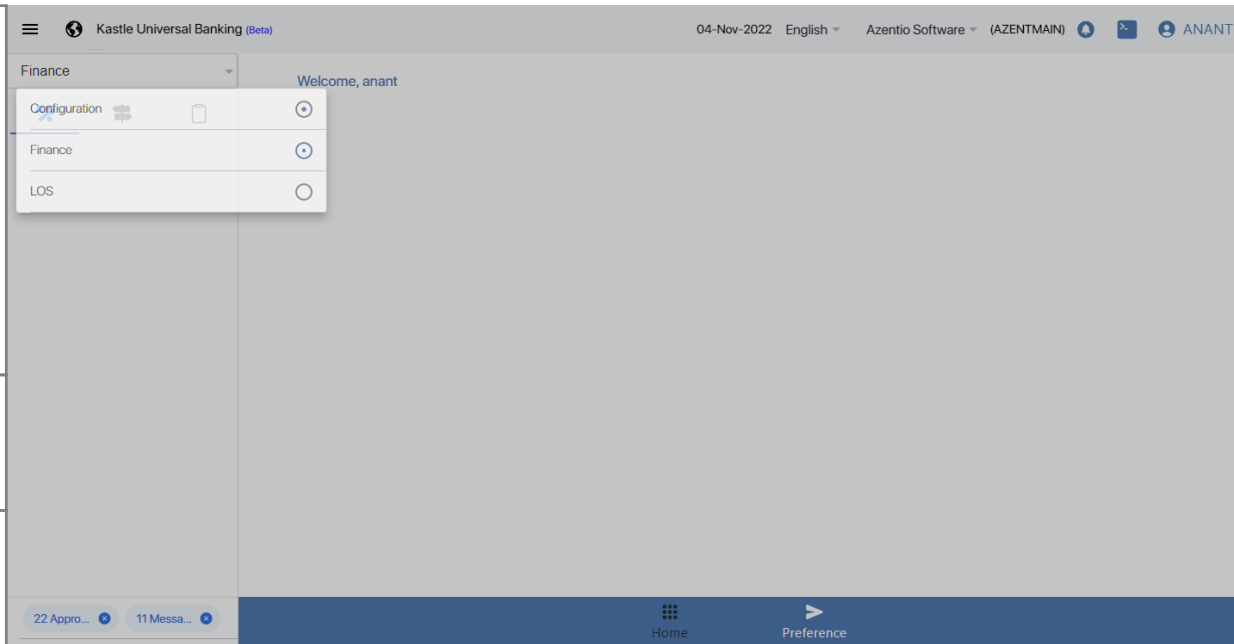 Kastle Universal Banking (Beta) 04-Nov-2022 English Azentio Software (AZENTMAIN) ANANT
Finance
Welcome, anant
Configuration
Finance
LOS
22 Appro... 11 Messa...
Home Preference